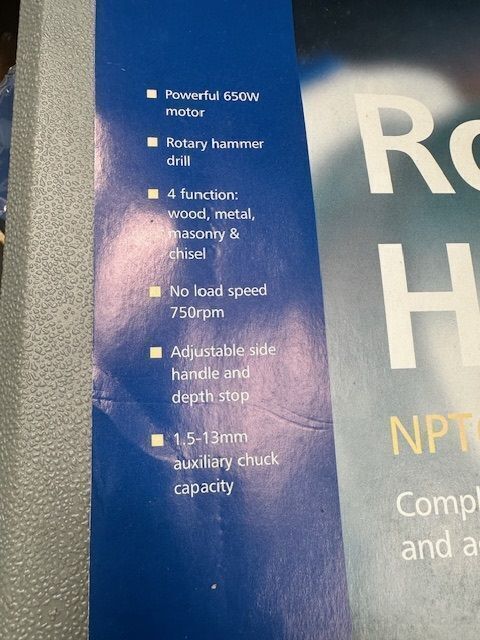 Powerful 650W
motor
Rotary hammer
drill
4 function:
wood, metal,
masonry &
chisel
No load speed
750rpm
Adjustable side
handle and
depth stop
1.5-13mm
auxiliary chuck
capacity
R
H
NPT
Compl
and a